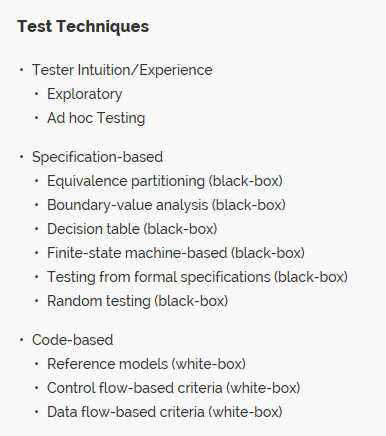 Test Techniques
• Tester Intuition/Experience
• Exploratory
• Ad hoc Testing
• Specification-based
• Equivalence partitioning (black-box)
• Boundary-value analysis (black-box)
• Decision table (black-box)
• Finite-state machine-based (black-box)
• Testing from formal specifications (black-box)
• Random testing (black-box)
• Code-based
• Reference models (white-box)
• Control flow-based criteria (white-box)
• Data flow-based criteria (white-box)